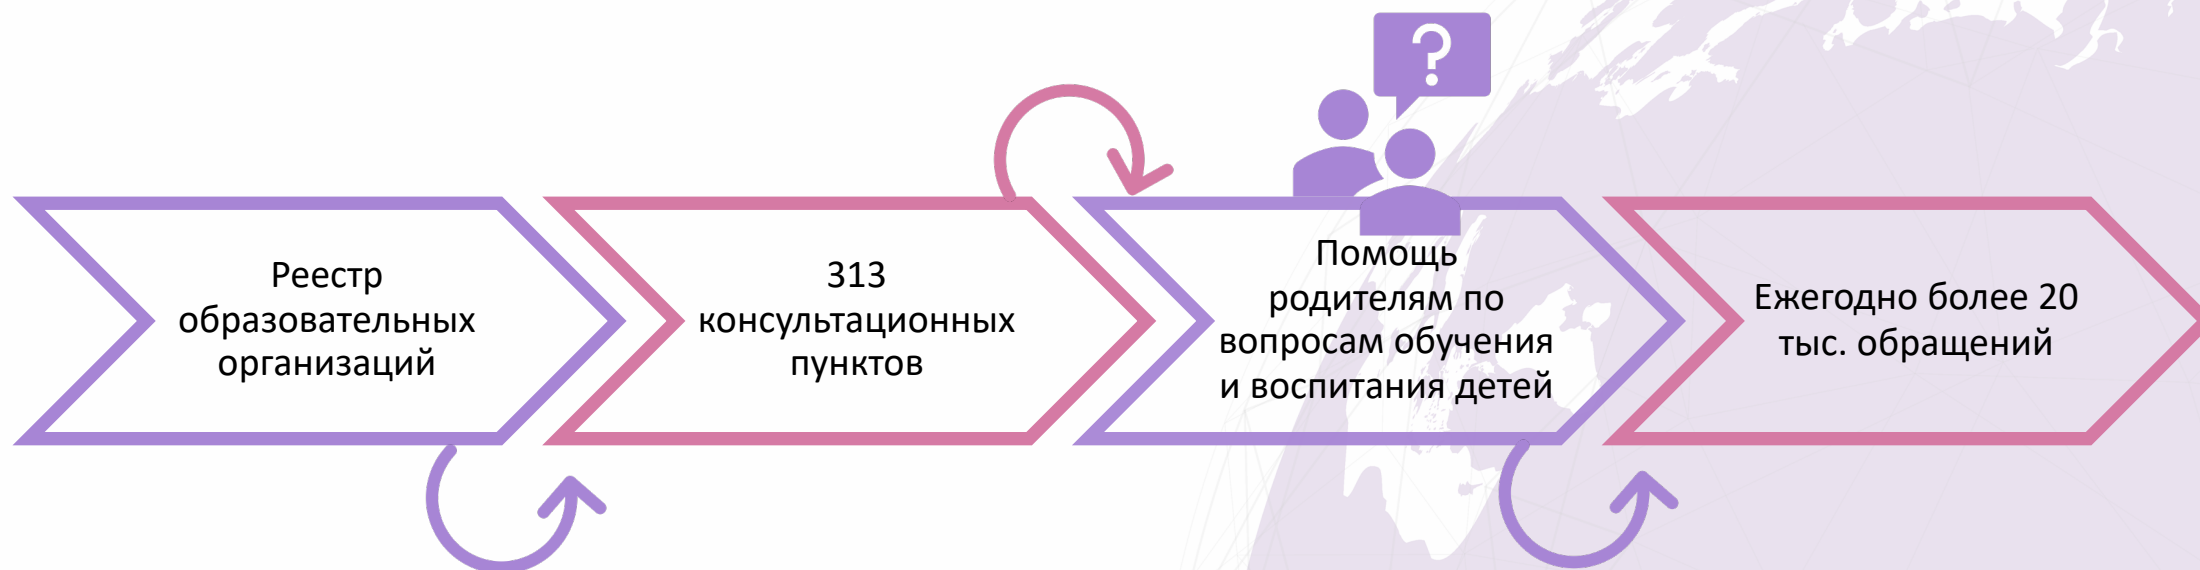 Реестр
образовательных
организаций
313
консультационных
пунктов
?
Помощь
родителям по
вопросам обучения
и воспитания детей
Ежегодно более 20
тыс. обращений